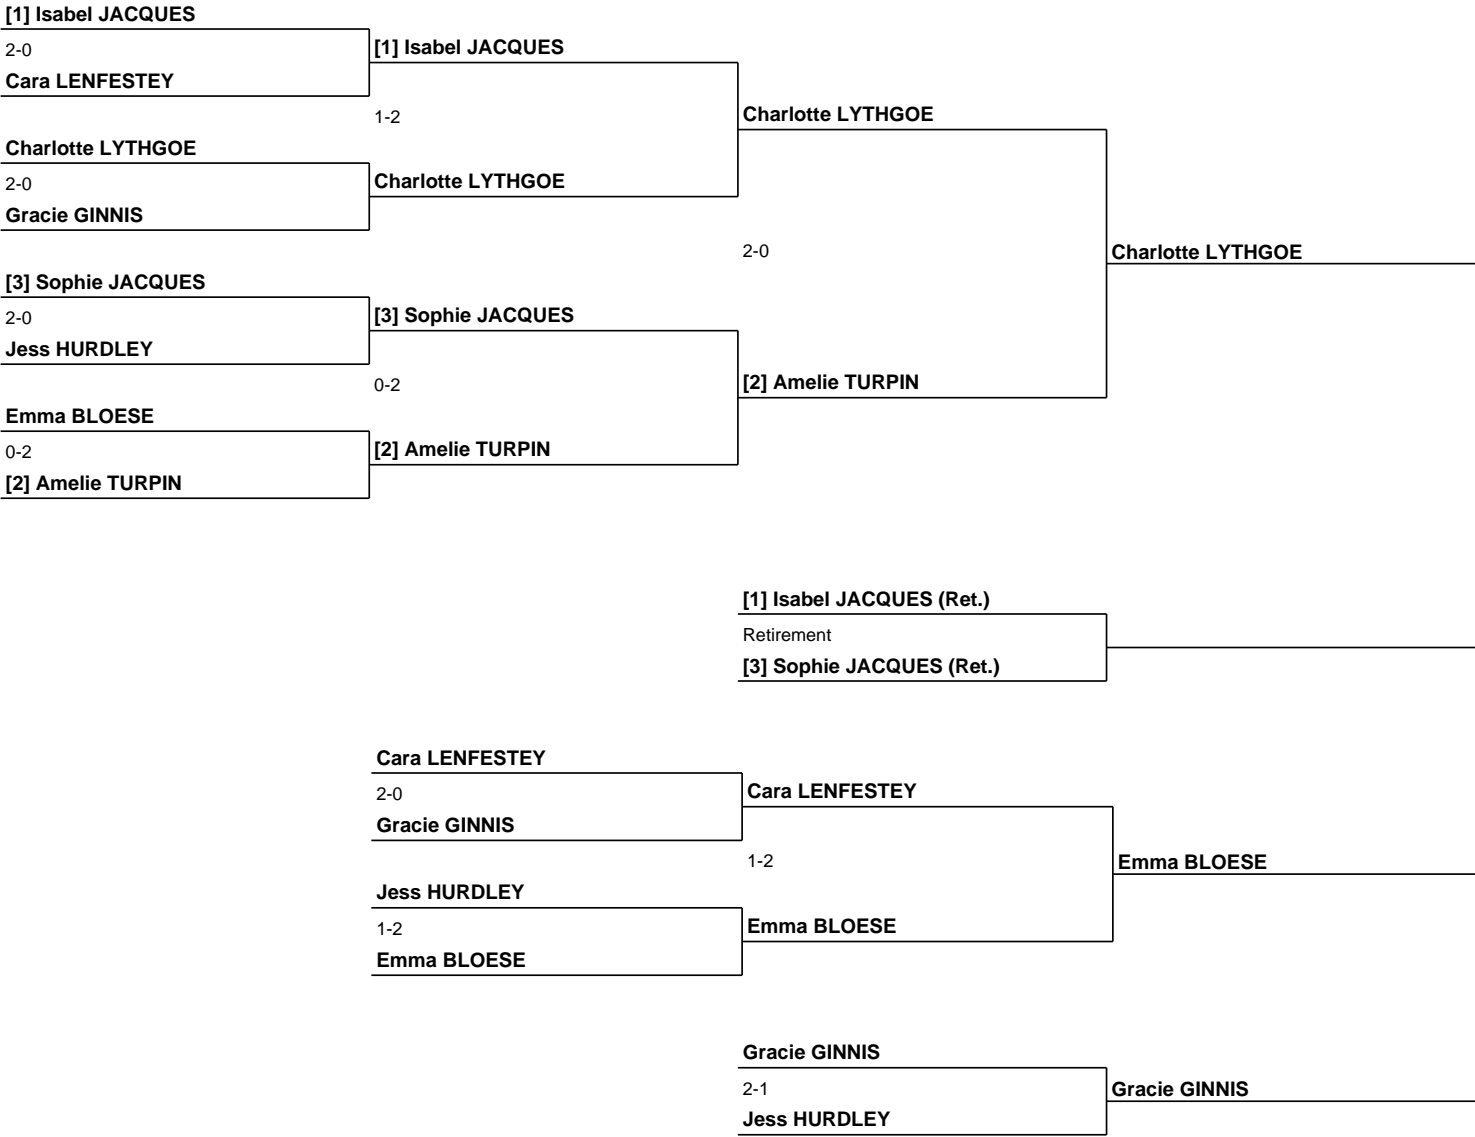 [1] Isabel JACQUES
2-0
[1] Isabel JACQUES
Cara LENFESTEY
1-2
Charlotte LYTHGOE
Charlotte LYTHGOE
2-0
Charlotte LYTHGOE
Gracie GINNIS
2-0
Charlotte LYTHGOE
[3] Sophie JACQUES
2-0
[3] Sophie JACQUES
Jess HURDLEY
0-2
[2] Amelie TURPIN
Emma BLOESE
0-2
[2] Amelie TURPIN
[2] Amelie TURPIN
[1] Isabel JACQUES (Ret.)
Retirement
[3] Sophie JACQUES (Ret.)
Cara LENFESTEY
2-0
Cara LENFESTEY
Gracie GINNIS
1-2
Emma BLOESE
Jess HURDLEY
1-2
Emma BLOESE
Emma BLOESE
Gracie GINNIS
2-1
Gracie GINNIS
Jess HURDLEY